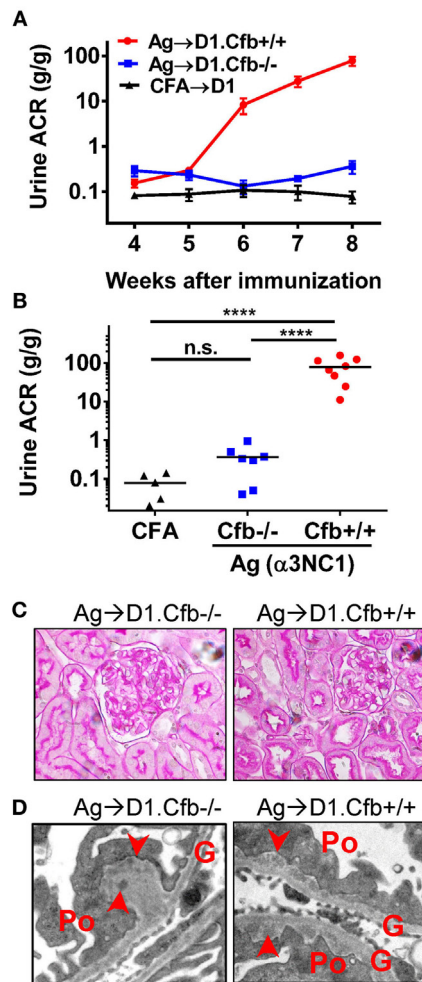 A
Urine ACR (g/g)
100
10
1
0.1
Ag→D1.Cfb+/+
Ag→D1.Cfb-/-
CFA→D1
4 5 6 7 8
Weeks after immunization
B
Urine ACR (g/g)
100
10
1
0.1
****
****
n.s.
CFA Cfb-/- Cfb+/+
Ag (α3NC1)
C
Ag→D1.Cfb-/- Ag→D1.Cfb+/+
D
Ag→D1.Cfb-/- Ag→D1.Cfb+/+
Po G
Po G G Po